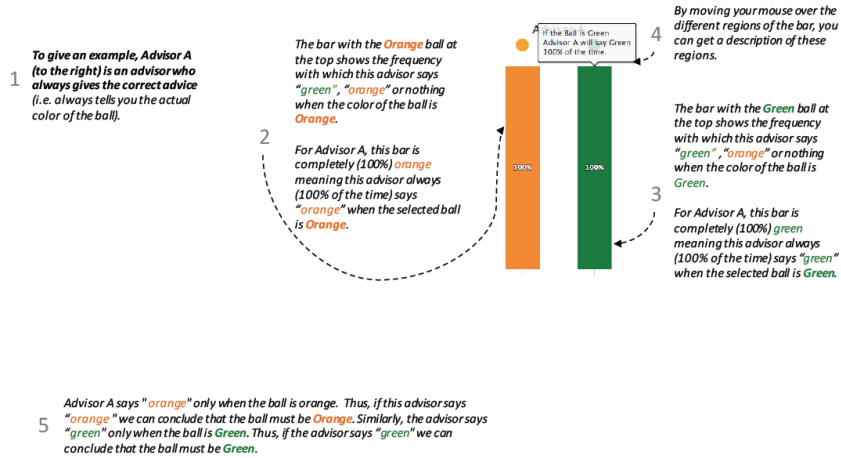 1
To give an example, Advisor A
(to the right) is an advisor who
always gives the correct advice
(i.e. always tells you the actual
color of the ball).
2
The bar with the Orange ball at
the top shows the frequency
with which this advisor says
“green”, “orange” or nothing
when the color of the ball is
Orange.
For Advisor A, this bar is
completely (100%) orange
meaning this advisor always
(100% of the time) says
“orange” when the selected ball
is Orange.
If the Ball is Green
Advisor A will say Green
100% of the time.
100%
100%
4
By moving your mouse over the
different regions of the bar, you
can get a description of these
regions.
3
The bar with the Green ball at
the top shows the frequency
with which this advisor says
“green” ,“orange” or nothing
when the color of the ball is
Green.
For Advisor A, this bar is
completely (100%) green
meaning this advisor always
(100% of the time) says “green”
when the selected ball is Green.
5
Advisor A says " orange" only when the ball is orange. Thus, if this advisor says
“orange " we can conclude that the ball must be Orange. Similarly, the advisor says
“green" only when the ball is Green. Thus, if the advisor says “green" we can
conclude that the ball must be Green.